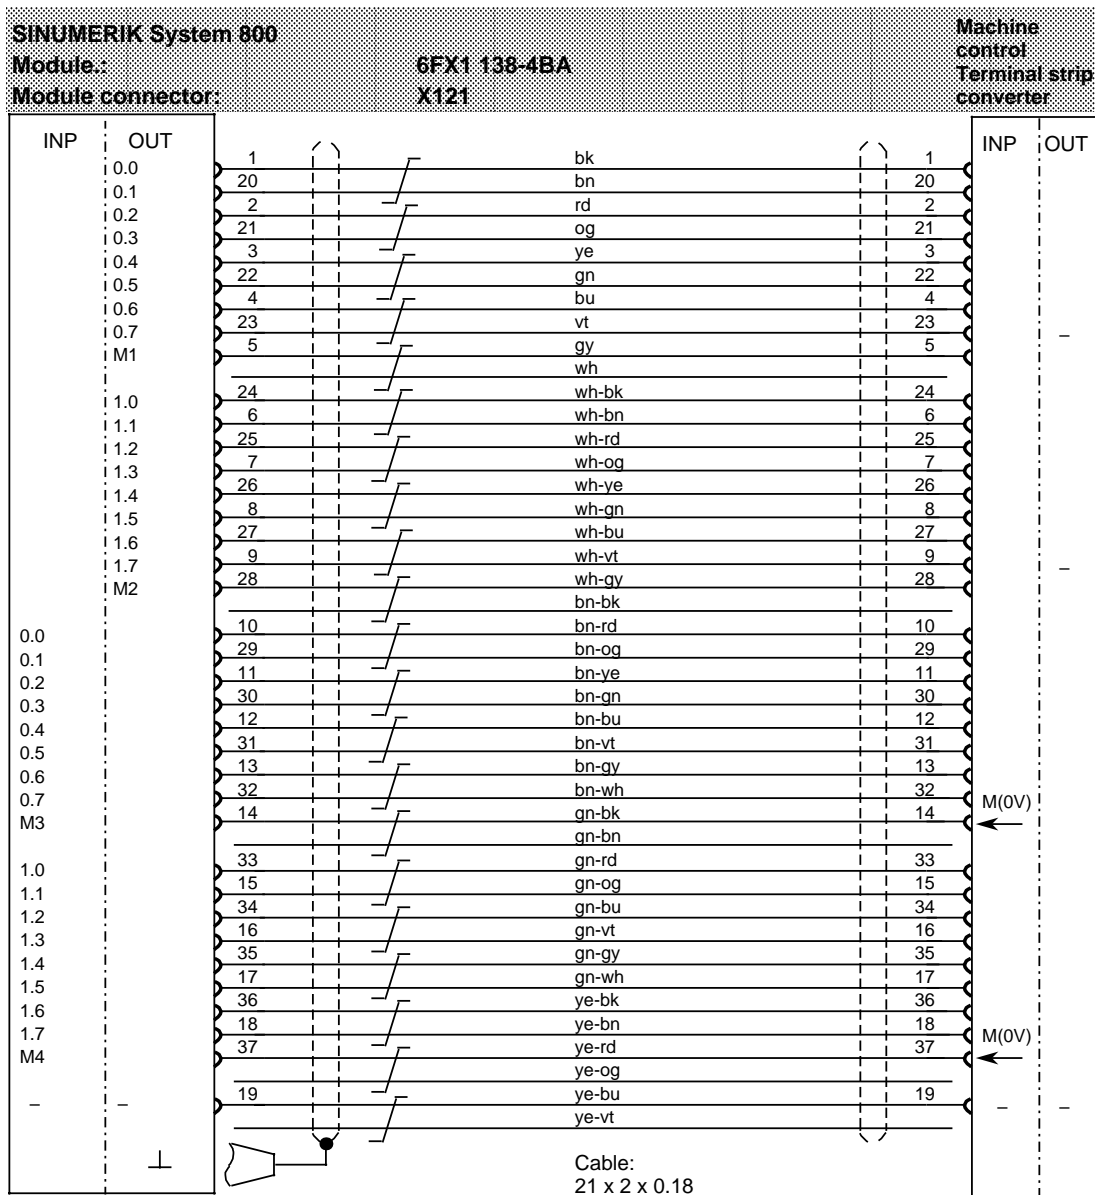 SINUMERIK System 800
Module.: 6FX1 138-4BA
Module connector: X121
Machine
control
Terminal strip
converter
INP OUT INP OUT
0.0 1 bk 1
0.1 20 bn 20
0.2 2 rd 2
0.3 21 og 21
0.4 3 ye 3
0.5 22 gn 22
0.6 4 bu 4
0.7 23 vt 23 –
M1 5 gy 5
wh
1.0 24 wh-bk 24
1.1 6 wh-bn 6
1.2 25 wh-rd 25
1.3 7 wh-og 7
1.4 26 wh-ye 26
1.5 8 wh-gn 8
1.6 27 wh-bu 27
1.7 9 wh-vt 9 –
M2 28 wh-gy 28
bn-bk
0.0 10 bn-rd 10
0.1 29 bn-og 29
0.2 11 bn-ye 11
0.3 30 bn-gn 30
0.4 12 bn-bu 12
0.5 31 bn-vt 31
0.6 13 bn-gy 13
0.7 32 bn-wh 32 M(0V)
M3 14 gn-bk 14
gn-bn
1.0 33 gn-rd 33
1.1 15 gn-og 15
1.2 34 gn-bu 34
1.3 16 gn-vt 16
1.4 35 gn-gy 35
1.5 17 gn-wh 17
1.6 36 ye-bk 36
1.7 18 ye-bn 18 M(0V)
M4 37 ye-rd 37
ye-og
– – 19 ye-bu 19 – –
ye-vt
Cable:
21 x 2 x 0.18